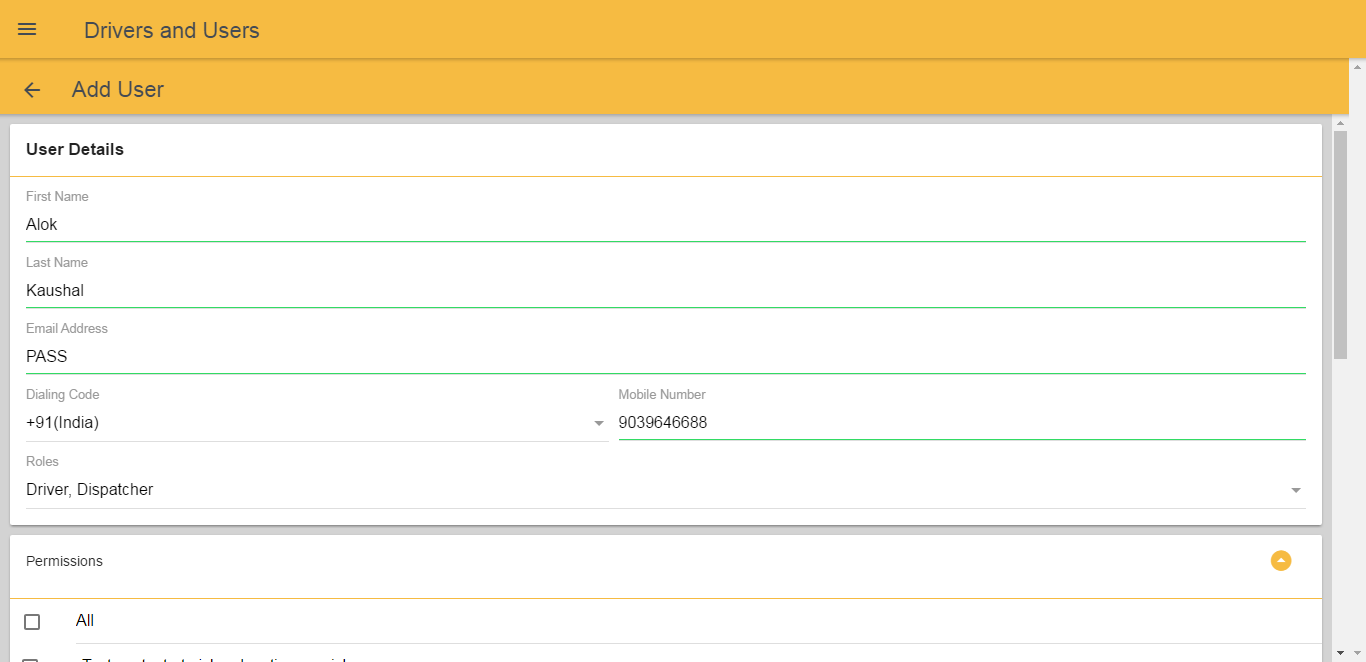 Drivers and Users
Add User
User Details
First Name
Alok
Last Name
Kaushal
Email Address
PASS
Dialing Code
+91(India)
Mobile Number
9039646688
Roles
Driver, Dispatcher
Permissions
All